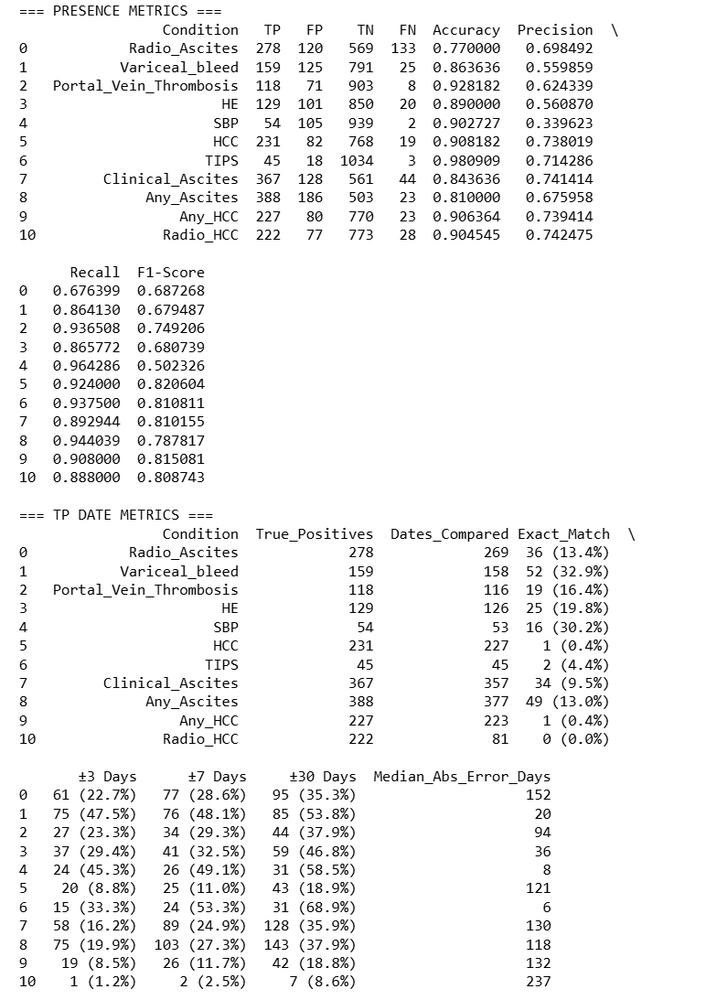 === PRESENCE METRICS ===
                 Condition   TP   FP    TN   FN  Accuracy  Precision  \
0            Radio_Ascites  278  120   569  133  0.770000   0.698492
1           Variceal_bleed  159  125   791   25  0.863636   0.559859
2   Portal_Vein_Thrombosis  118   71   903    8  0.928182   0.624339
3                       HE  129  101   850   20  0.890000   0.560870
4                      SBP   54  105   939    2  0.902727   0.339623
5                      HCC  231   82   768   19  0.908182   0.738019
6                     TIPS   45   18  1034    3  0.980909   0.714286
7         Clinical_Ascites  367  128   561   44  0.843636   0.741414
8              Any_Ascites  388  186   503   23  0.810000   0.675958
9                  Any_HCC  227   80   770   23  0.906364   0.739414
10               Radio_HCC  222   77   773   28  0.904545   0.742475

      Recall  F1-Score
0   0.676399  0.687268
1   0.864130  0.679487
2   0.936508  0.749206
3   0.865772  0.680739
4   0.964286  0.502326
5   0.924000  0.820604
6   0.937500  0.810811
7   0.892944  0.810155
8   0.944039  0.787817
9   0.908000  0.815081
10  0.888000  0.808743

=== TP DATE METRICS ===
                 Condition  True_Positives  Dates_Compared Exact_Match  \
0            Radio_Ascites             278             269  36 (13.4%)
1           Variceal_bleed             159             158  52 (32.9%)
2   Portal_Vein_Thrombosis             118             116  19 (16.4%)
3                       HE             129             126  25 (19.8%)
4                      SBP              54              53  16 (30.2%)
5                      HCC             231             227    1 (0.4%)
6                     TIPS              45              45    2 (4.4%)
7         Clinical_Ascites             367             357   34 (9.5%)
8              Any_Ascites             388             377  49 (13.0%)
9                  Any_HCC             227             223    1 (0.4%)
10               Radio_HCC             222              81    0 (0.0%)

       ±3 Days      ±7 Days     ±30 Days  Median_Abs_Error_Days
0   61 (22.7%)   77 (28.6%)   95 (35.3%)                    152
1   75 (47.5%)   76 (48.1%)   85 (53.8%)                     20
2   27 (23.3%)   34 (29.3%)   44 (37.9%)                     94
3   37 (29.4%)   41 (32.5%)   59 (46.8%)                     36
4   24 (45.3%)   26 (49.1%)   31 (58.5%)                      8
5    20 (8.8%)   25 (11.0%)   43 (18.9%)                    121
6   15 (33.3%)   24 (53.3%)   31 (68.9%)                      6
7   58 (16.2%)   89 (24.9%)  128 (35.9%)                    130
8   75 (19.9%)  103 (27.3%)  143 (37.9%)                    118
9    19 (8.5%)   26 (11.7%)   42 (18.8%)                    132
10    1 (1.2%)     2 (2.5%)     7 (8.6%)                    237